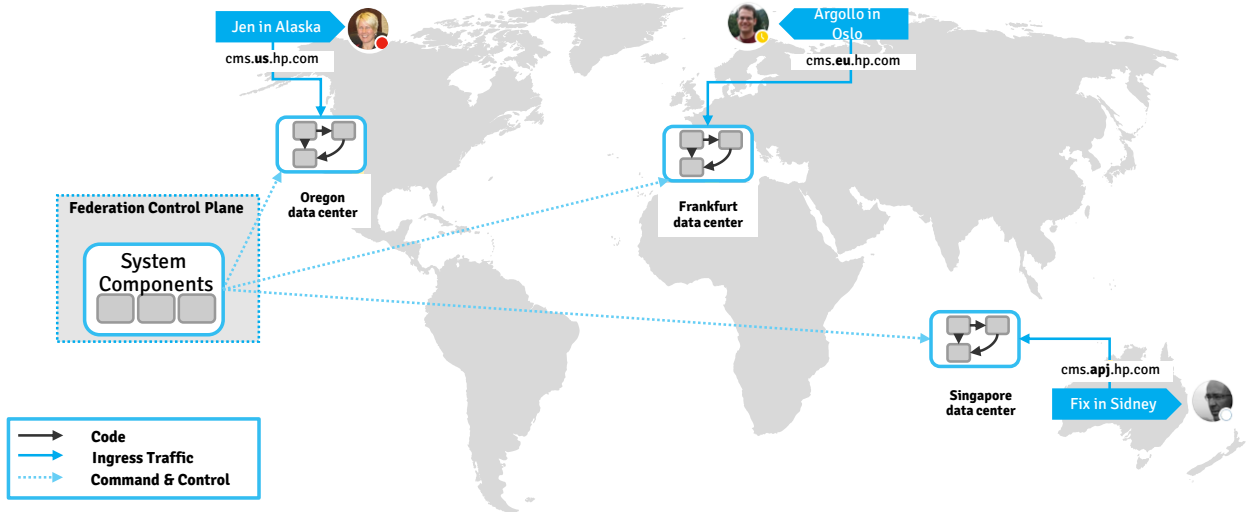 Jen in Alaska
cms.us.hp.com
Argollo in
Oslo
cms.eu.hp.com
Oregon
data center
Frankfurt
data center
Federation Control Plane
System
Components
cms.apj.hp.com
Singapore
data center
Fix in Sidney
Code
Ingress Traffic
Command & Control